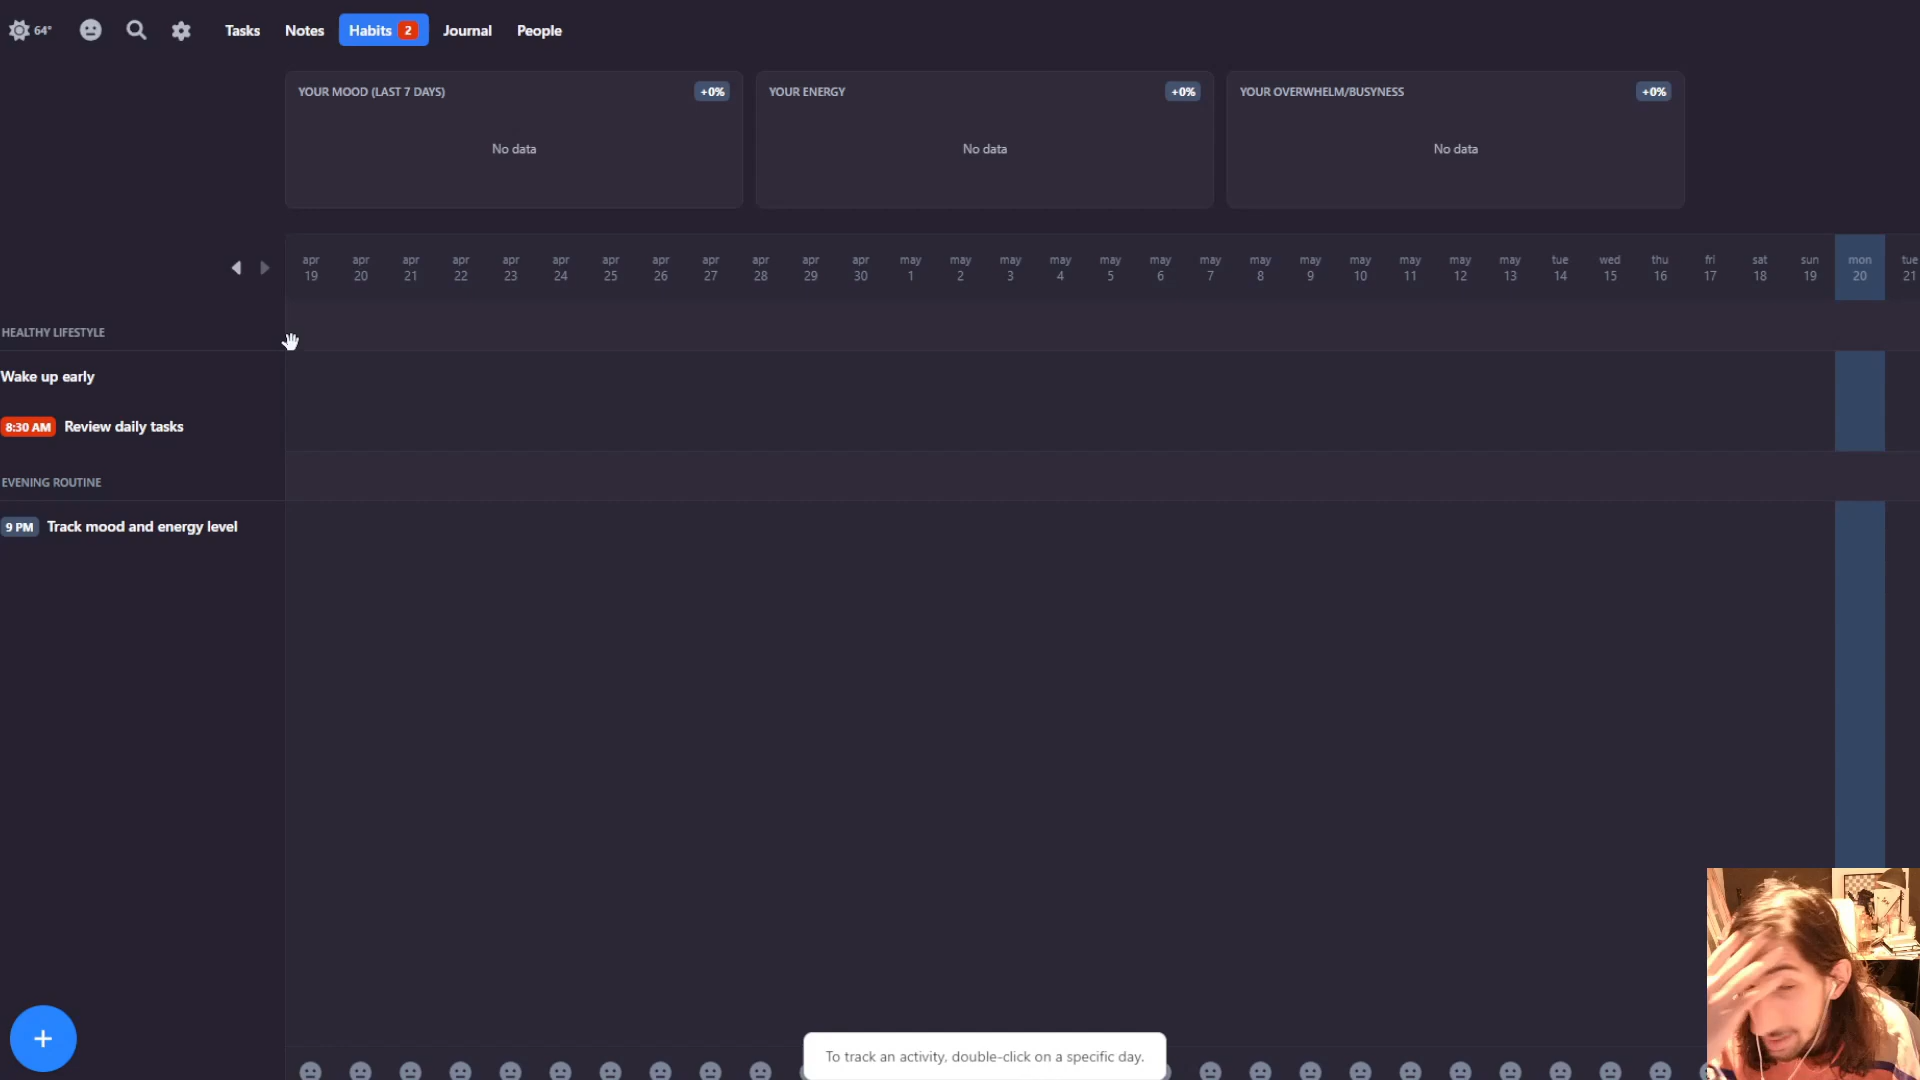 64° Tasks Notes Habits 2 Journal People
YOUR MOOD (LAST 7 DAYS) +0% YOUR ENERGY +0% YOUR OVERWHELM/BUSYNESS +0%
No data No data No data
apr apr apr apr apr apr apr apr apr apr apr apr may may may may may may may may may may may may may tue wed thu fri sat sun mon tue
19 20 21 22 23 24 25 26 27 28 29 30 1 2 3 4 5 6 7 8 9 10 11 12 13 14 15 16 17 18 19 20 21
HEALTHY LIFESTYLE
Wake up early
8:30 AM Review daily tasks
EVENING ROUTINE
9 PM Track mood and energy level
+
To track an activity, double-click on a specific day.